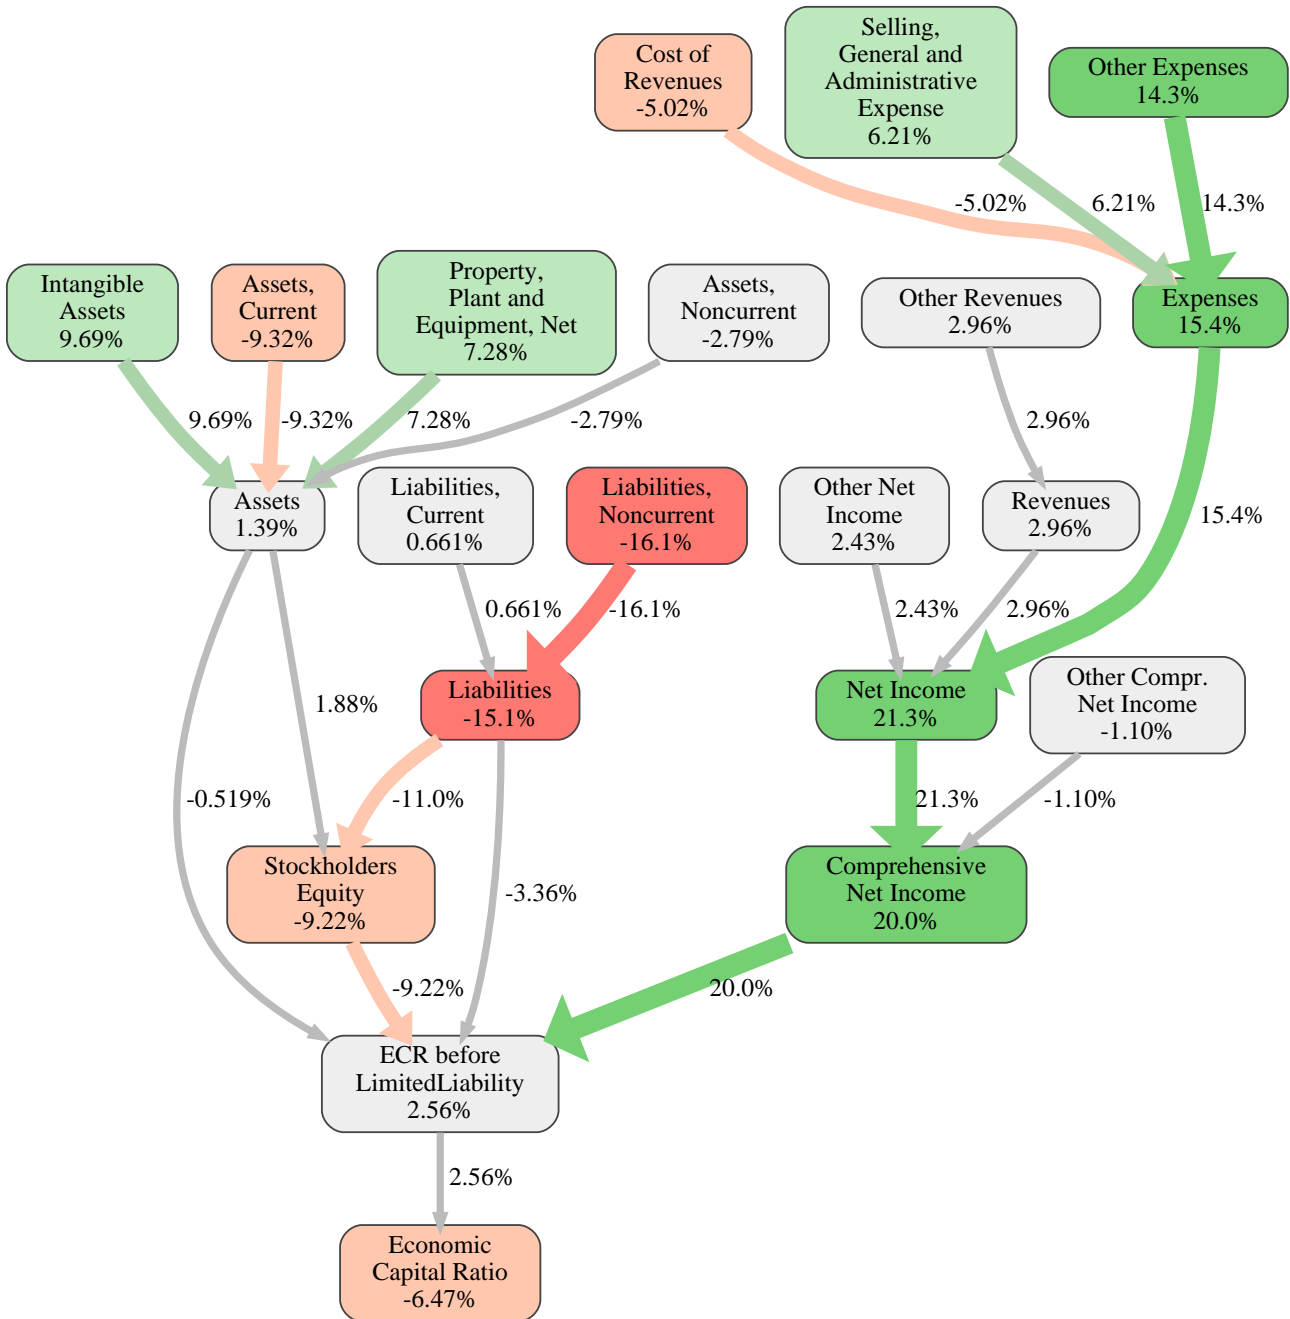 Cost of
Revenues
-5.02%
Selling,
General and
Administrative
Expense
6.21%
Other Expenses
14.3%
-5.02%
6.21%
14.3%
Intangible
Assets
9.69%
Assets,
Current
-9.32%
Property,
Plant and
Equipment, Net
7.28%
Assets,
Noncurrent
-2.79%
Other Revenues
2.96%
Expenses
15.4%
9.69%
-9.32%
7.28%
-2.79%
2.96%
Assets
1.39%
Liabilities,
Current
0.661%
Liabilities,
Noncurrent
-16.1%
Other Net
Income
2.43%
Revenues
2.96%
15.4%
0.661%
-16.1%
2.43%
2.96%
1.88%
Liabilities
-15.1%
Net Income
21.3%
Other Compr.
Net Income
-1.10%
-0.519%
-11.0%
21.3%
-1.10%
Stockholders
Equity
-9.22%
-3.36%
Comprehensive
Net Income
20.0%
-9.22%
20.0%
ECR before
LimitedLiability
2.56%
2.56%
Economic
Capital Ratio
-6.47%